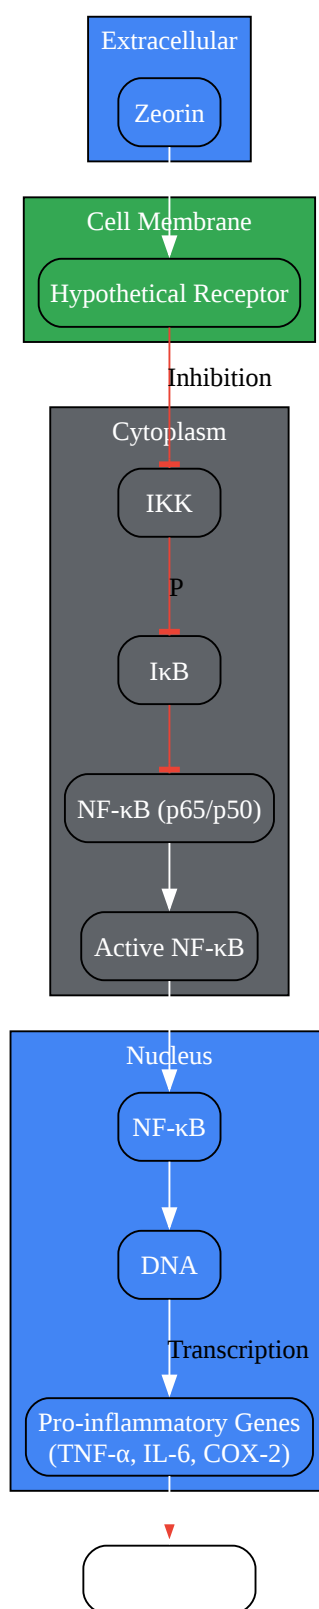 Extracellular
Zeorin
Cell Membrane
Hypothetical Receptor
Inhibition
Cytoplasm
IKK
P
IκB
NF-κB (p65/p50)
Active NF-κB
Nucleus
NF-κB
DNA
Transcription
Pro-inflammatory Genes
(TNF-α, IL-6, COX-2)